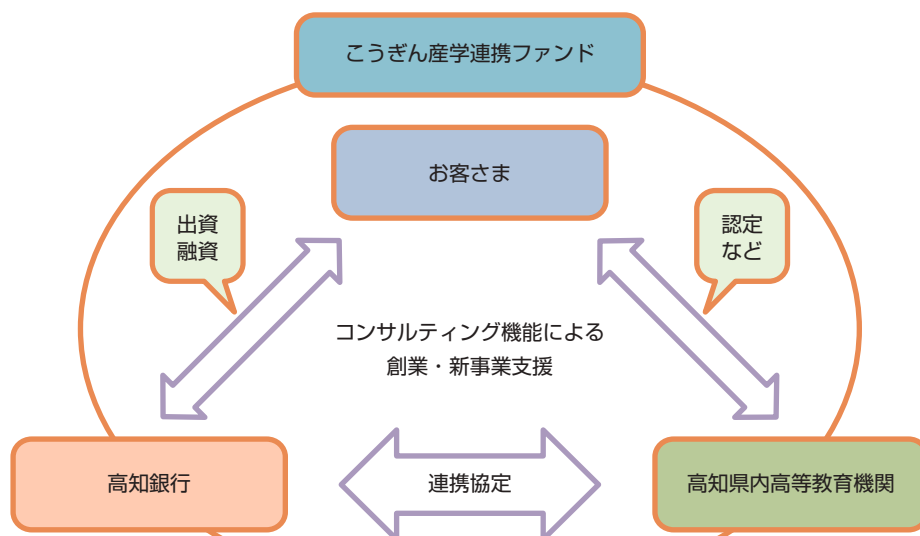 こうぎん産学連携ファンド
お客さま
出資
融資
認定
など
コンサルティング機能による
創業・新事業支援
高知銀行
連携協定
高知県内高等教育機関